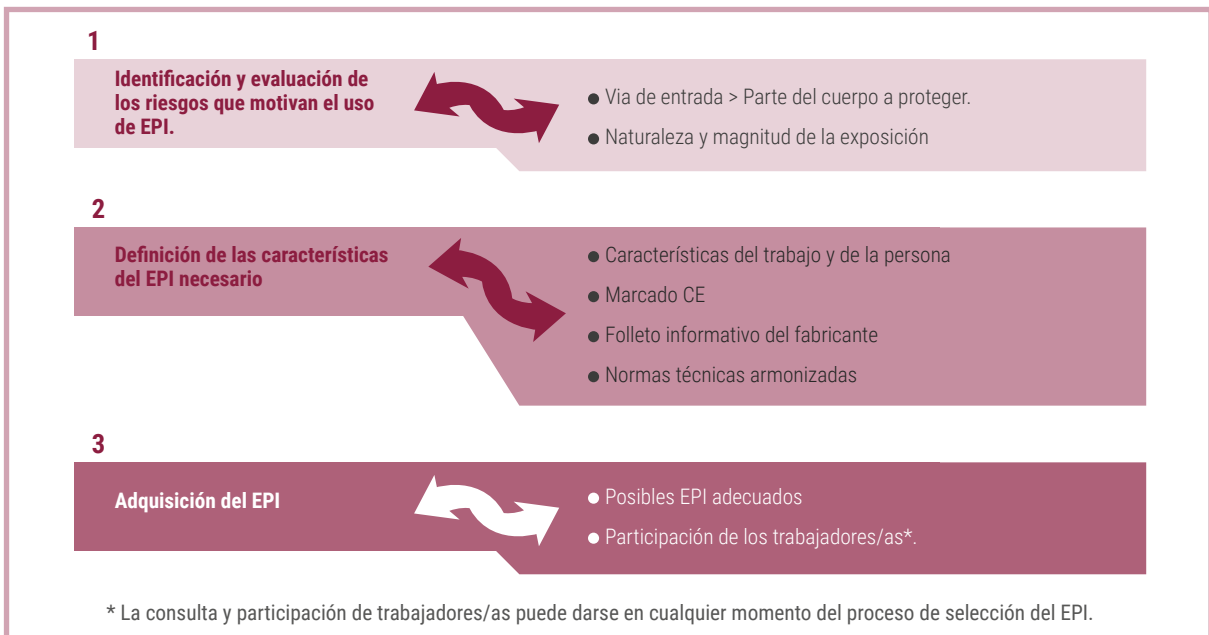 1
Identificación y evaluación de
los riesgos que motivan el uso
de EPI.
● Via de entrada > Parte del cuerpo a proteger.
● Naturaleza y magnitud de la exposición
2
Definición de las características
del EPI necesario
● Características del trabajo y de la persona
● Marcado CE
● Folleto informativo del fabricante
● Normas técnicas armonizadas
3
Adquisición del EPI
● Posibles EPI adecuados
● Participación de los trabajadores/as*.
* La consulta y participación de trabajadores/as puede darse en cualquier momento del proceso de selección del EPI.